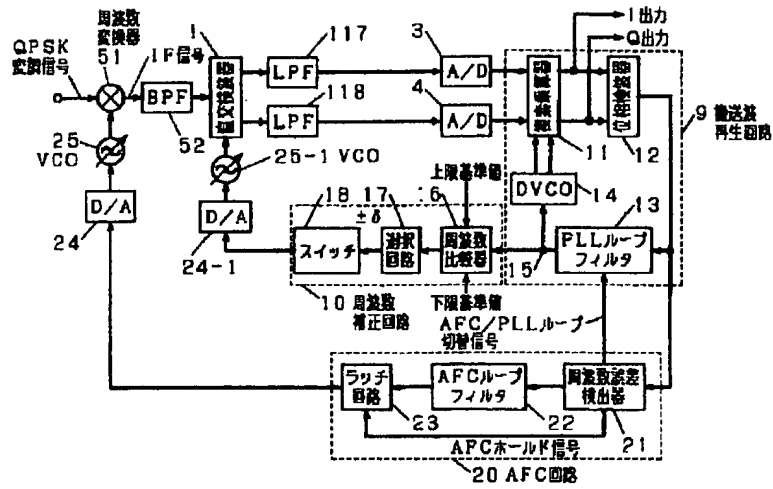 QPSK
変調信号
周波数
変換器
51
IF信号
BPF
52
1
直交検波器
117
LPF
118
LPF
3
A/D
4
A/D
I出力
Q出力
複素乗算器
11
位相検波器
12
9 搬送波
再生回路
25
VCO
25-1 VCO
D/A
24
D/A
24-1
DVCO
14
上限基準値
18
±δ
17
16
スイッチ
選択
回路
周波数
比較器
15
13
PLLループ
フィルタ
10 周波数
補正回路
下限基準値
AFC/PLLループ
切替信号
ラッチ
回路
23
AFCループ
フィルタ
22
周波数誤差
検出器
21
AFCホールド信号
20 AFC回路